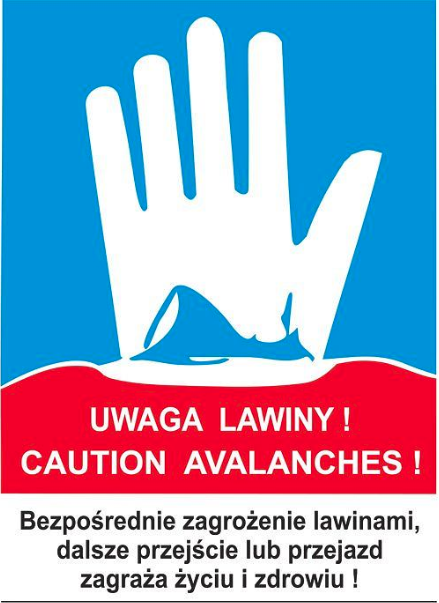 UWAGA LAWINY !
CAUTION AVALANCHES !
Bezpośrednie zagrożenie lawinami,
dalsze przejście lub przejazd
zagraża życiu i zdrowiu !